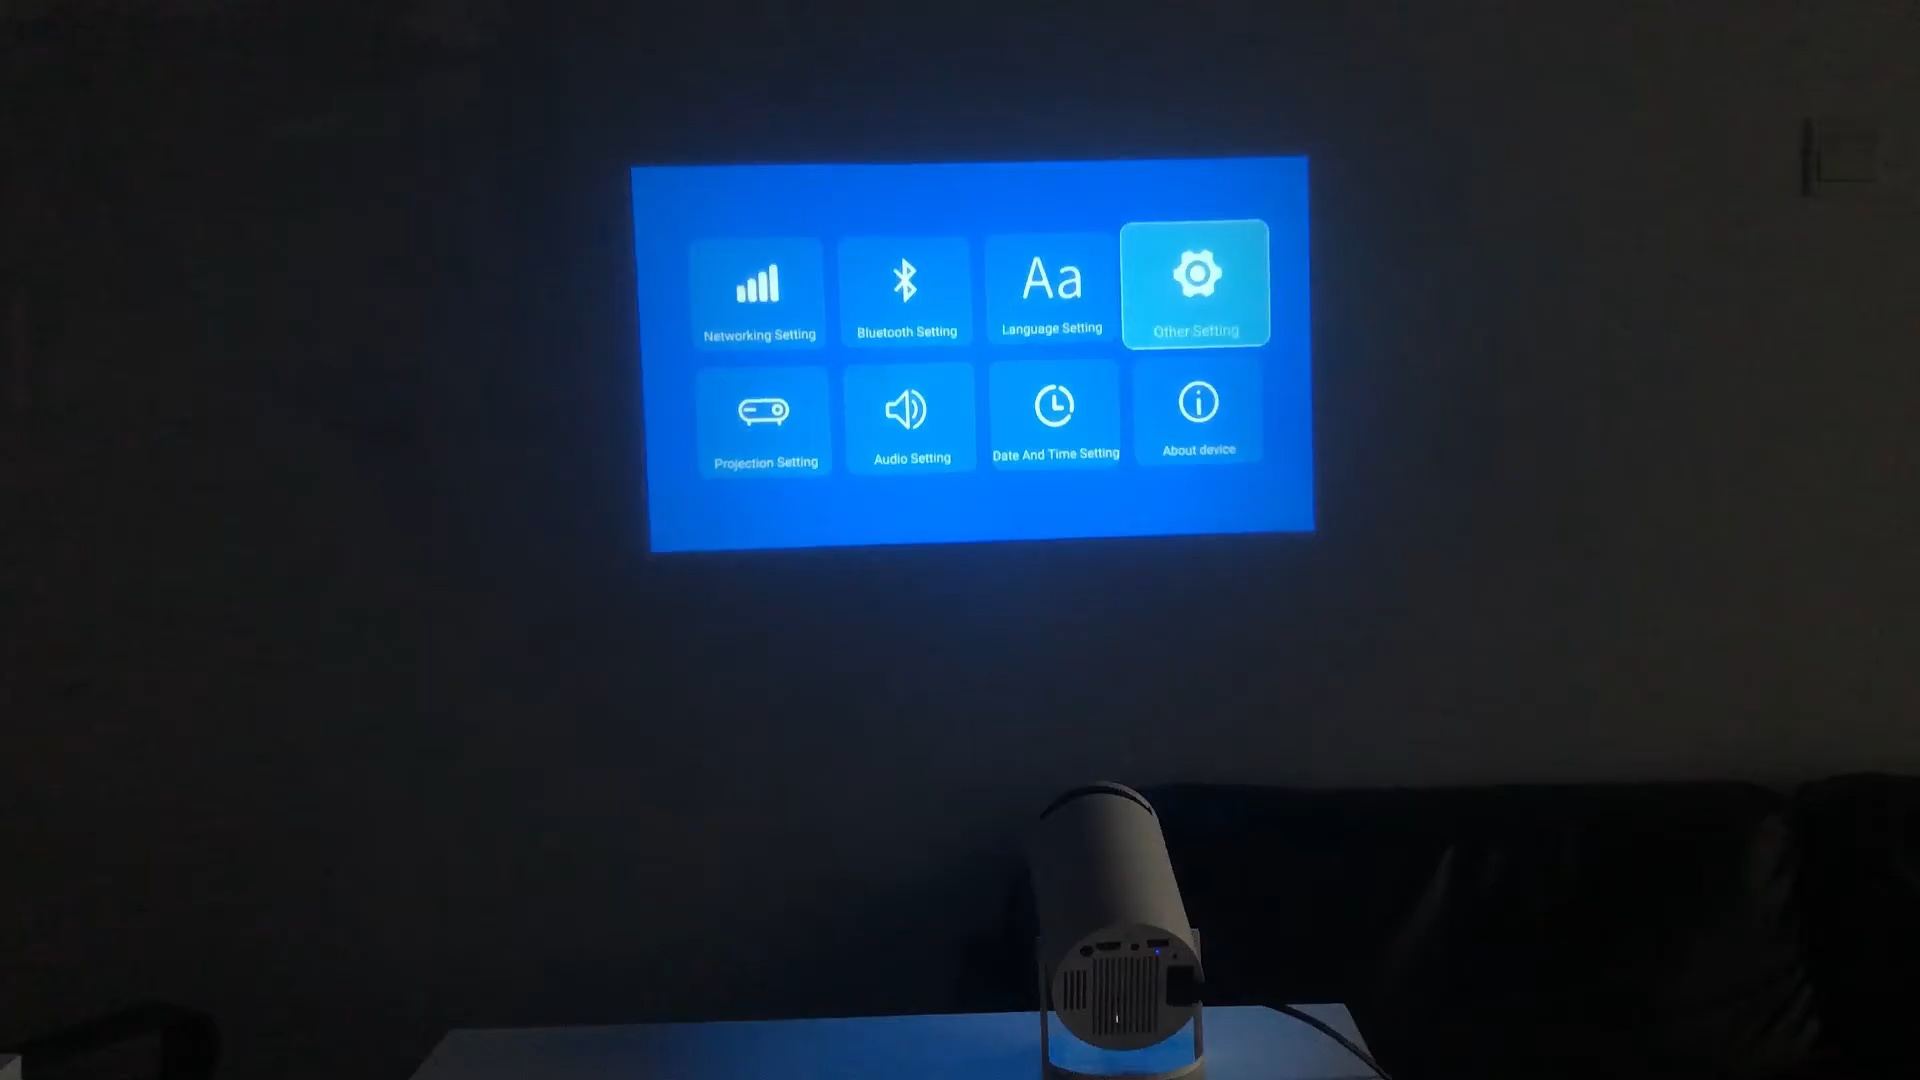 Networking Setting
Bluetooth Setting
Aa
Language Setting
Other Setting
Projection Setting
Audio Setting
Date And Time Setting
About device